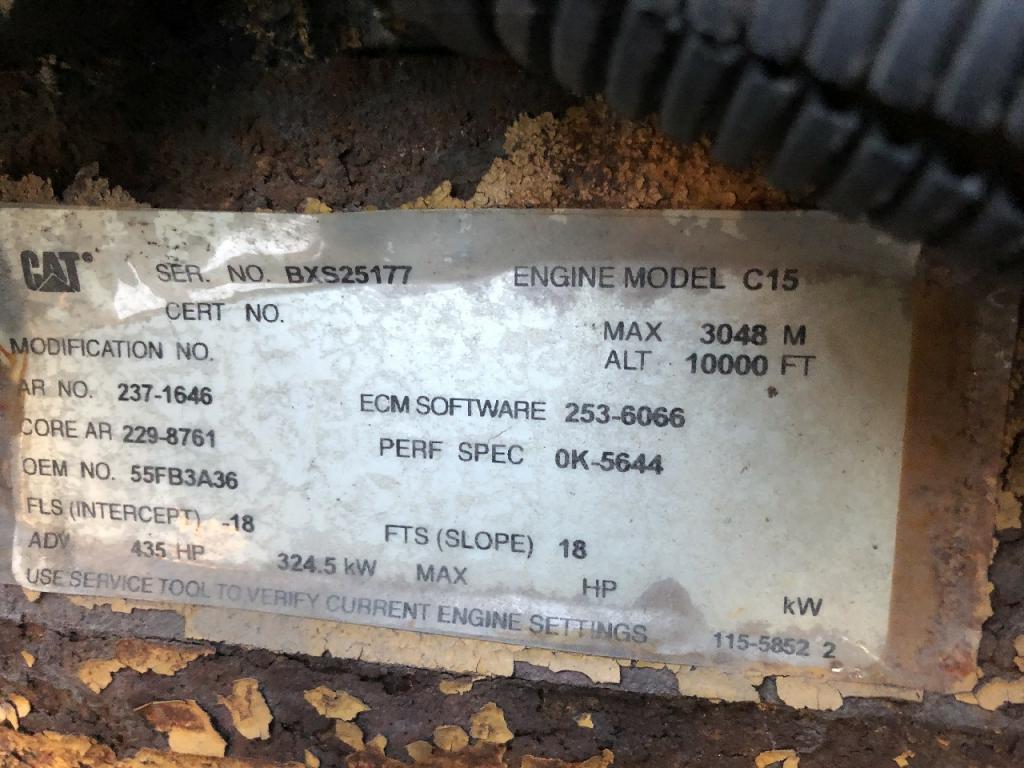 CAT® SER. NO. BXS25177 ENGINE MODEL C15
CERT NO. MAX 3048 M
MODIFICATION NO. ALT 10000 FT
AR NO. 237-1646 ECM SOFTWARE 253-6066
CORE AR 229-8761 PERF SPEC 0K-5644
OEM NO. 55FB3A36
FLS (INTERCEPT) -18 FTS (SLOPE) 18
ADV 435 HP 324.5 kW MAX HP kW
USE SERVICE TOOL TO VERIFY CURRENT ENGINE SETTINGS 115-5852 2